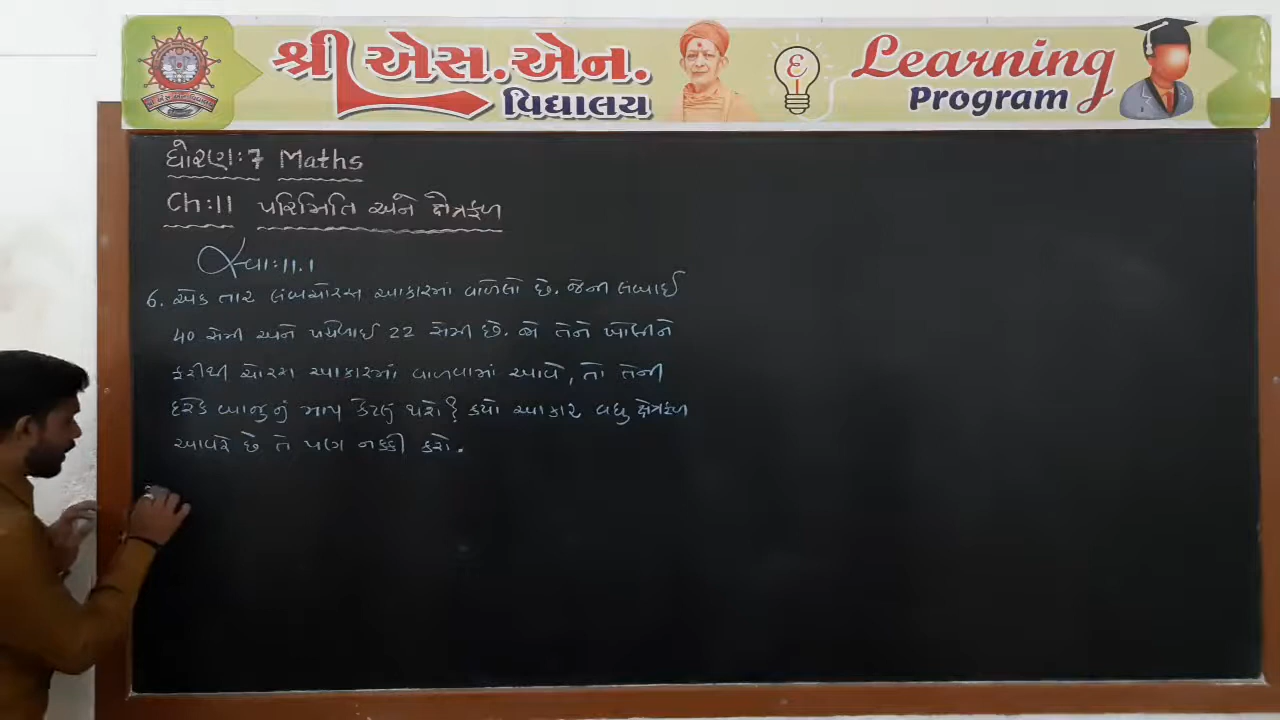 શ્રી એસ.એન.
વિદ્યાલય
Learning
Program
ધોરણ:7 Maths
Ch:11 પરિમિતિ અને ક્ષેત્રફળ
સ્વા:11.1
6. એક તાર લંબચોરસ આકારમાં વાળેલો છે. જેની લંબાઈ
40 સેમી અને પહોળાઈ 22 સેમી છે. જો તેને ખોલીને
ફરીથી ચોરસ આકારમાં વાળવામાં આવે, તો તેની
દરેક બાજુનું માપ કેટલું થશે? કયો આકાર વધુ ક્ષેત્રફળ
આવરે છે તે પણ નક્કી કરો.